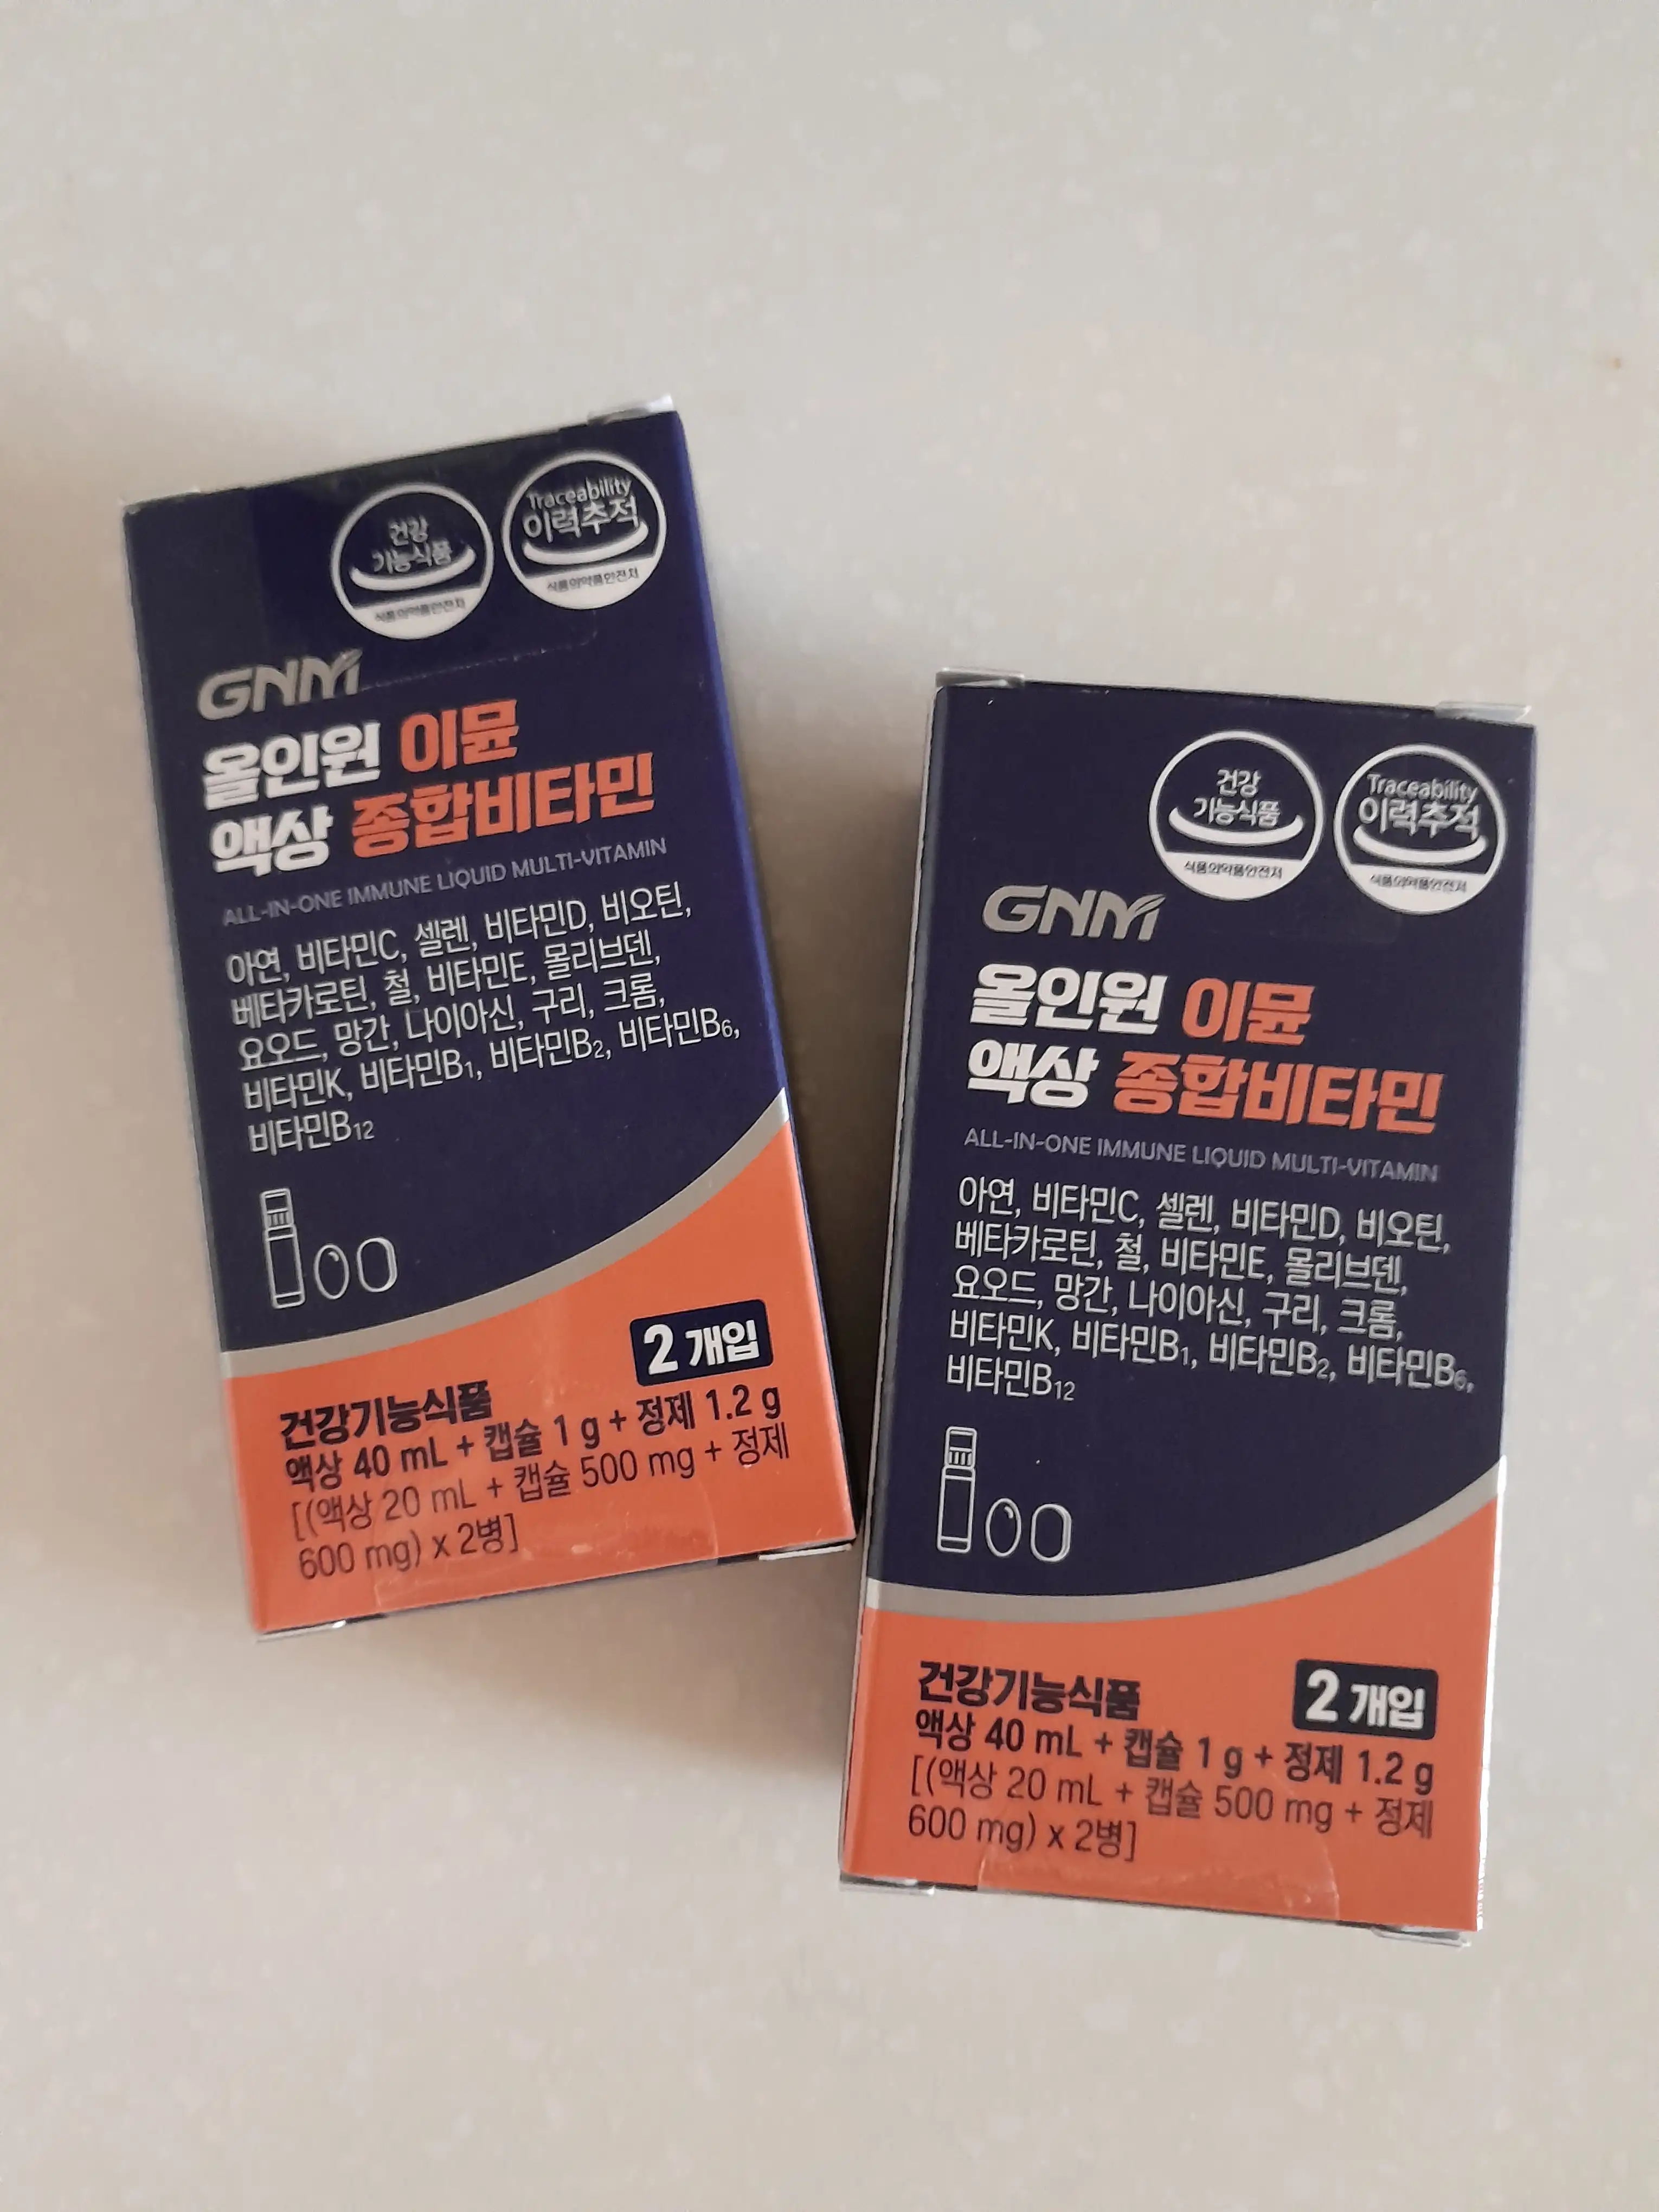 건강
기능식품
식품의약품안전처
Traceability
이력추적
식품의약품안전처
GNM
올인원 이뮨
액상 종합비타민
ALL-IN-ONE IMMUNE LIQUID MULTI-VITAMIN
아연, 비타민C, 셀렌, 비타민D, 비오틴,
베타카로틴, 철, 비타민E, 몰리브덴,
요오드, 망간, 나이아신, 구리, 크롬,
비타민K, 비타민B1, 비타민B2, 비타민B6,
비타민B12
2 개입
건강기능식품
액상 40 mL + 캡슐 1 g + 정제 1.2 g
[(액상 20 mL + 캡슐 500 mg + 정제
600 mg) x 2병]
건강
기능식품
식품의약품안전처
Traceability
이력추적
식품의약품안전처
GNM
올인원 이뮨
액상 종합비타민
ALL-IN-ONE IMMUNE LIQUID MULTI-VITAMIN
아연, 비타민C, 셀렌, 비타민D, 비오틴,
베타카로틴, 철, 비타민E, 몰리브덴,
요오드, 망간, 나이아신, 구리, 크롬,
비타민K, 비타민B1, 비타민B2, 비타민B6,
비타민B12
건강기능식품
2 개입
액상 40 mL + 캡슐 1 g + 정제 1.2 g
[(액상 20 mL + 캡슐 500 mg + 정제
600 mg) x 2병]